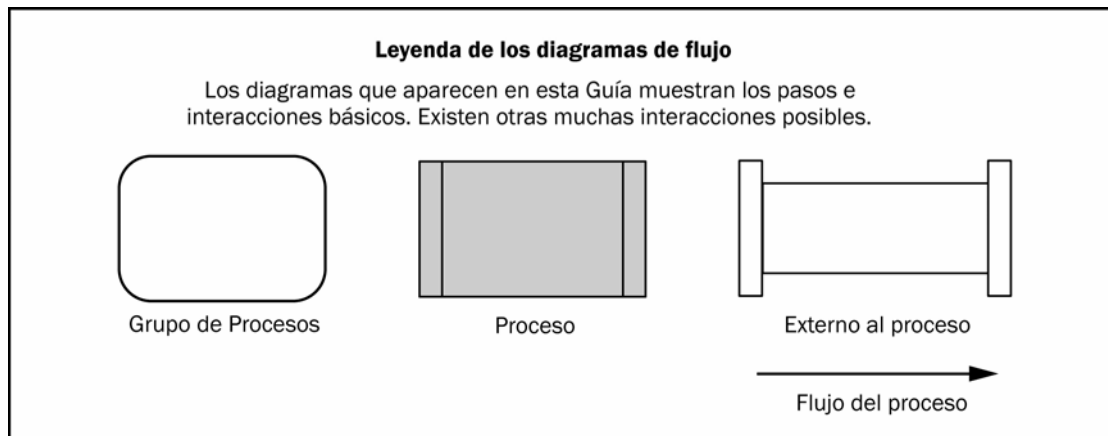 Leyenda de los diagramas de flujo
Los diagramas que aparecen en esta Guía muestran los pasos e
interacciones básicos. Existen otras muchas interacciones posibles.
Grupo de Procesos
Proceso
Externo al proceso
Flujo del proceso